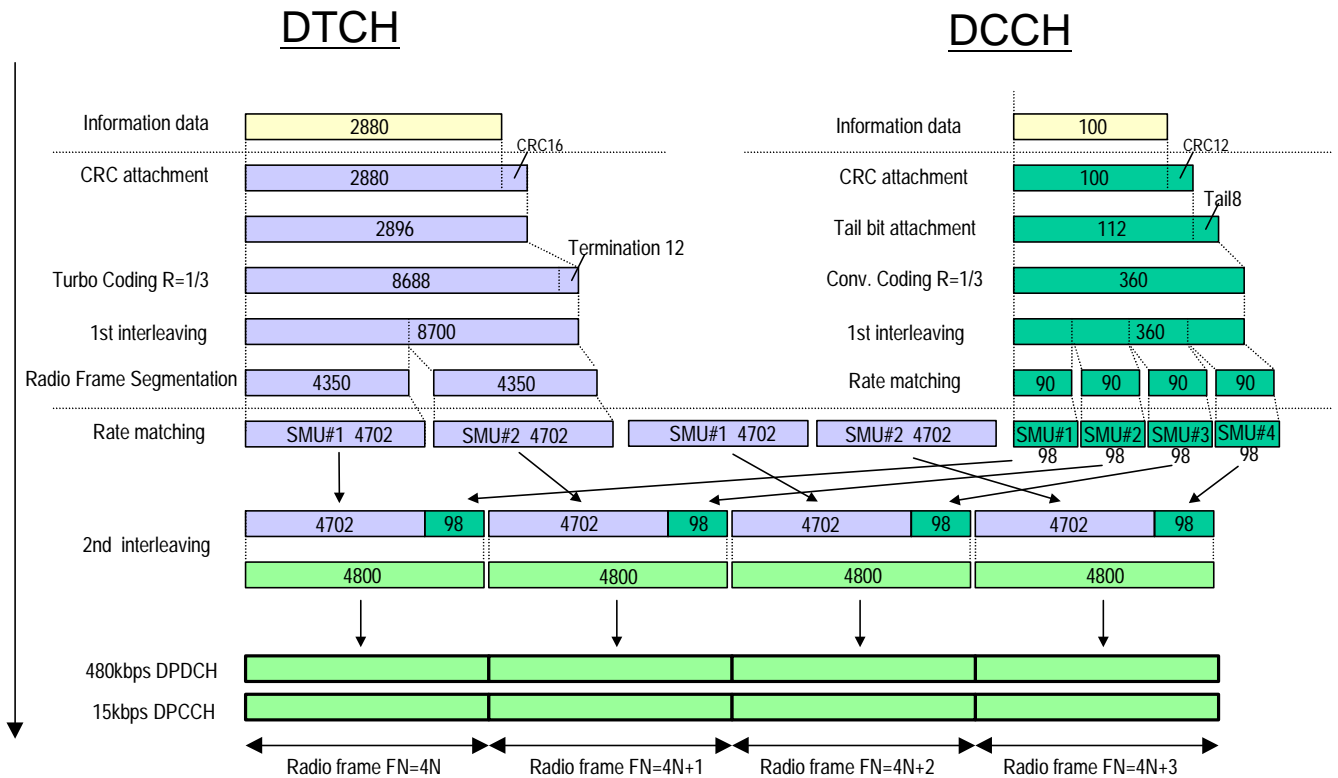 DTCH DCCH
Information data 2880 Information data 100
CRC16 CRC12
CRC attachment 2880 CRC attachment 100
Tail8
2896 Tail bit attachment 112
Termination 12
Turbo Coding R=1/3 8688 Conv. Coding R=1/3 360
1st interleaving 8700 1st interleaving 360
Radio Frame Segmentation 4350 4350 Rate matching 90 90 90 90
Rate matching SMU#1 4702 SMU#2 4702 SMU#1 4702 SMU#2 4702 SMU#1 SMU#2 SMU#3 SMU#4
98 98 98 98
4702 98 4702 98 4702 98 4702 98
2nd interleaving
4800 4800 4800 4800
480kbps DPDCH
15kbps DPCCH
Radio frame FN=4N Radio frame FN=4N+1 Radio frame FN=4N+2 Radio frame FN=4N+3